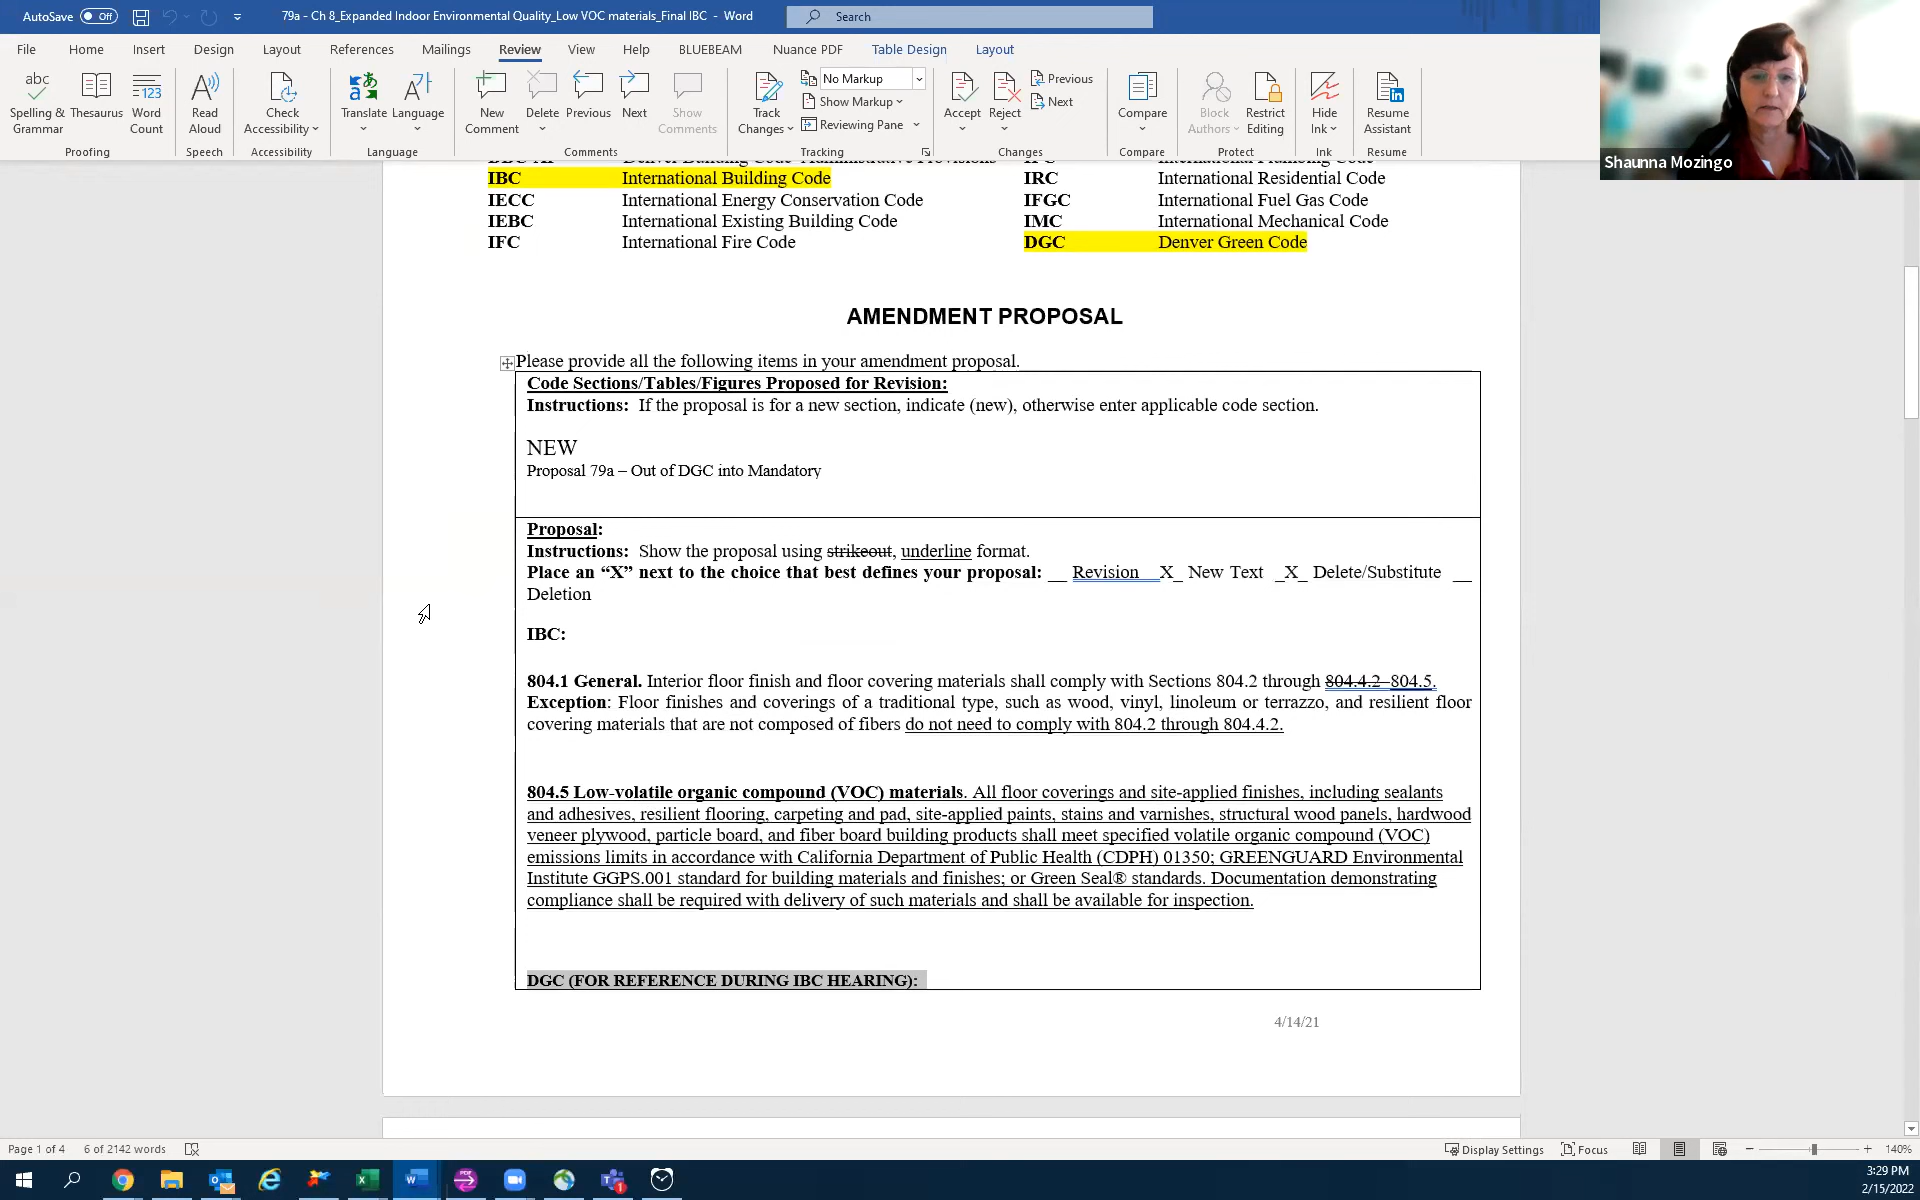 AutoSave Off 79a - Ch 8_Expanded Indoor Environmental Quality_Low VOC materials_Final IBC - Word Search
File Home Insert Design Layout References Mailings Review View Help BLUEBEAM Nuance PDF Table Design Layout
abc Spelling & Grammar Thesaurus 123 Word Count Read Aloud Check Accessibility Translate Language New Comment Delete Previous Next Show Comments Track Changes No Markup Show Markup Reviewing Pane Accept Reject Previous Next Compare Block Authors Restrict Editing Hide Ink Resume Assistant
Proofing Speech Accessibility Language Comments Tracking Changes Compare Protect Ink Resume
Shaunna Mozingo
IBC International Building Code IRC International Residential Code
IECC International Energy Conservation Code IFGC International Fuel Gas Code
IEBC International Existing Building Code IMC International Mechanical Code
IFC International Fire Code DGC Denver Green Code
AMENDMENT PROPOSAL
Please provide all the following items in your amendment proposal.
Code Sections/Tables/Figures Proposed for Revision:
Instructions: If the proposal is for a new section, indicate (new), otherwise enter applicable code section.
NEW
Proposal 79a – Out of DGC into Mandatory
Proposal:
Instructions: Show the proposal using strikeout, underline format.
Place an “X” next to the choice that best defines your proposal: __ Revision __X_ New Text _X_ Delete/Substitute __
Deletion
IBC:
804.1 General. Interior floor finish and floor covering materials shall comply with Sections 804.2 through 804.4.2 804.5.
Exception: Floor finishes and coverings of a traditional type, such as wood, vinyl, linoleum or terrazzo, and resilient floor
covering materials that are not composed of fibers do not need to comply with 804.2 through 804.4.2.
804.5 Low-volatile organic compound (VOC) materials. All floor coverings and site-applied finishes, including sealants
and adhesives, resilient flooring, carpeting and pad, site-applied paints, stains and varnishes, structural wood panels, hardwood
veneer plywood, particle board, and fiber board building products shall meet specified volatile organic compound (VOC)
emissions limits in accordance with California Department of Public Health (CDPH) 01350; GREENGUARD Environmental
Institute GGPS.001 standard for building materials and finishes; or Green Seal® standards. Documentation demonstrating
compliance shall be required with delivery of such materials and shall be available for inspection.
DGC (FOR REFERENCE DURING IBC HEARING):
4/14/21
Page 1 of 4 6 of 2142 words Display Settings Focus 140%
3:29 PM
2/15/2022